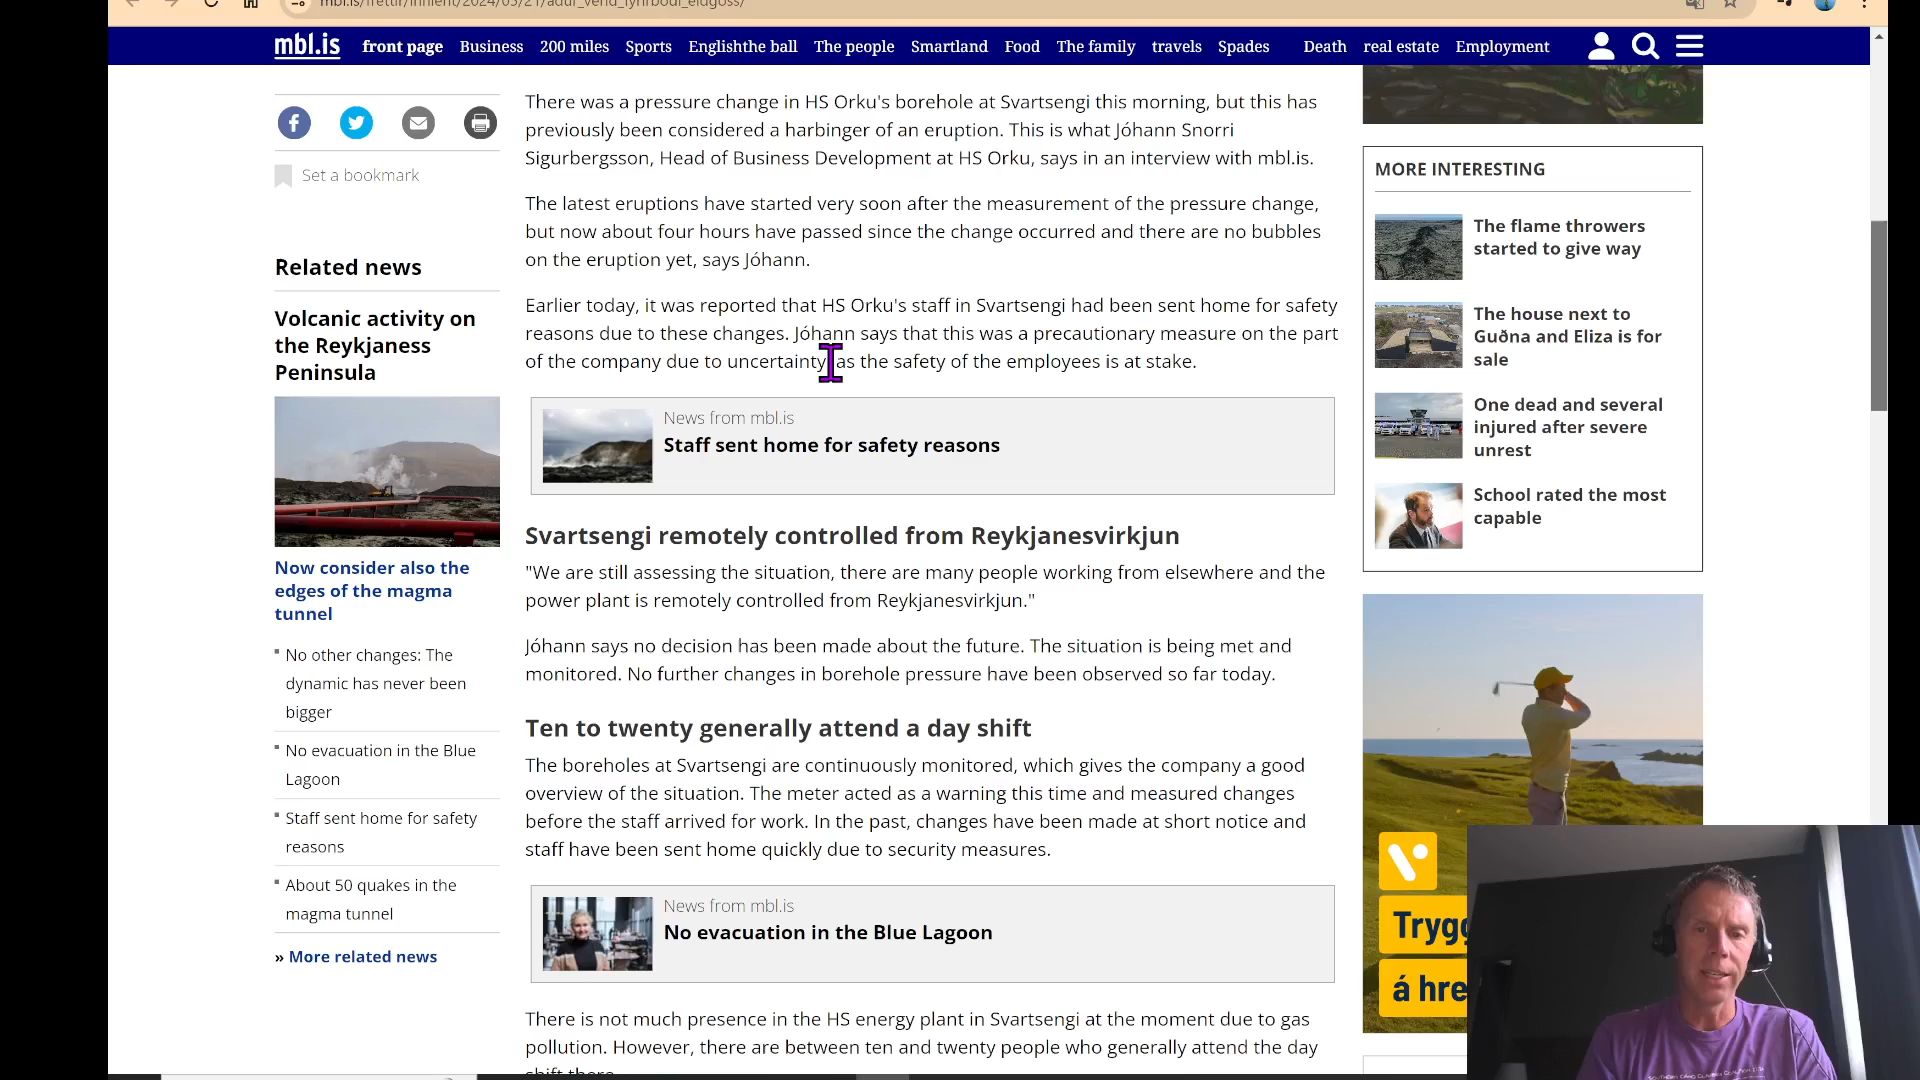 mbl.is/frettir/innlent/2024/05/21/adur_verid_fyrirbodi_eldgoss/
mbl.is front page Business 200 miles Sports Englishthe ball The people Smartland Food The family travels Spades Death real estate Employment
Set a bookmark
Related news
Volcanic activity on
the Reykjaness
Peninsula
Now consider also the
edges of the magma
tunnel
No other changes: The
dynamic has never been
bigger
No evacuation in the Blue
Lagoon
Staff sent home for safety
reasons
About 50 quakes in the
magma tunnel
» More related news
There was a pressure change in HS Orku's borehole at Svartsengi this morning, but this has
previously been considered a harbinger of an eruption. This is what Jóhann Snorri
Sigurbergsson, Head of Business Development at HS Orku, says in an interview with mbl.is.
The latest eruptions have started very soon after the measurement of the pressure change,
but now about four hours have passed since the change occurred and there are no bubbles
on the eruption yet, says Jóhann.
Earlier today, it was reported that HS Orku's staff in Svartsengi had been sent home for safety
reasons due to these changes. Jóhann says that this was a precautionary measure on the part
of the company due to uncertainty, as the safety of the employees is at stake.
News from mbl.is
Staff sent home for safety reasons
Svartsengi remotely controlled from Reykjanesvirkjun
"We are still assessing the situation, there are many people working from elsewhere and the
power plant is remotely controlled from Reykjanesvirkjun."
Jóhann says no decision has been made about the future. The situation is being met and
monitored. No further changes in borehole pressure have been observed so far today.
Ten to twenty generally attend a day shift
The boreholes at Svartsengi are continuously monitored, which gives the company a good
overview of the situation. The meter acted as a warning this time and measured changes
before the staff arrived for work. In the past, changes have been made at short notice and
staff have been sent home quickly due to security measures.
News from mbl.is
No evacuation in the Blue Lagoon
There is not much presence in the HS energy plant in Svartsengi at the moment due to gas
pollution. However, there are between ten and twenty people who generally attend the day
shift there.
MORE INTERESTING
The flame throwers
started to give way
The house next to
Guðna and Eliza is for
sale
One dead and several
injured after severe
unrest
School rated the most
capable
Trygg
á hre